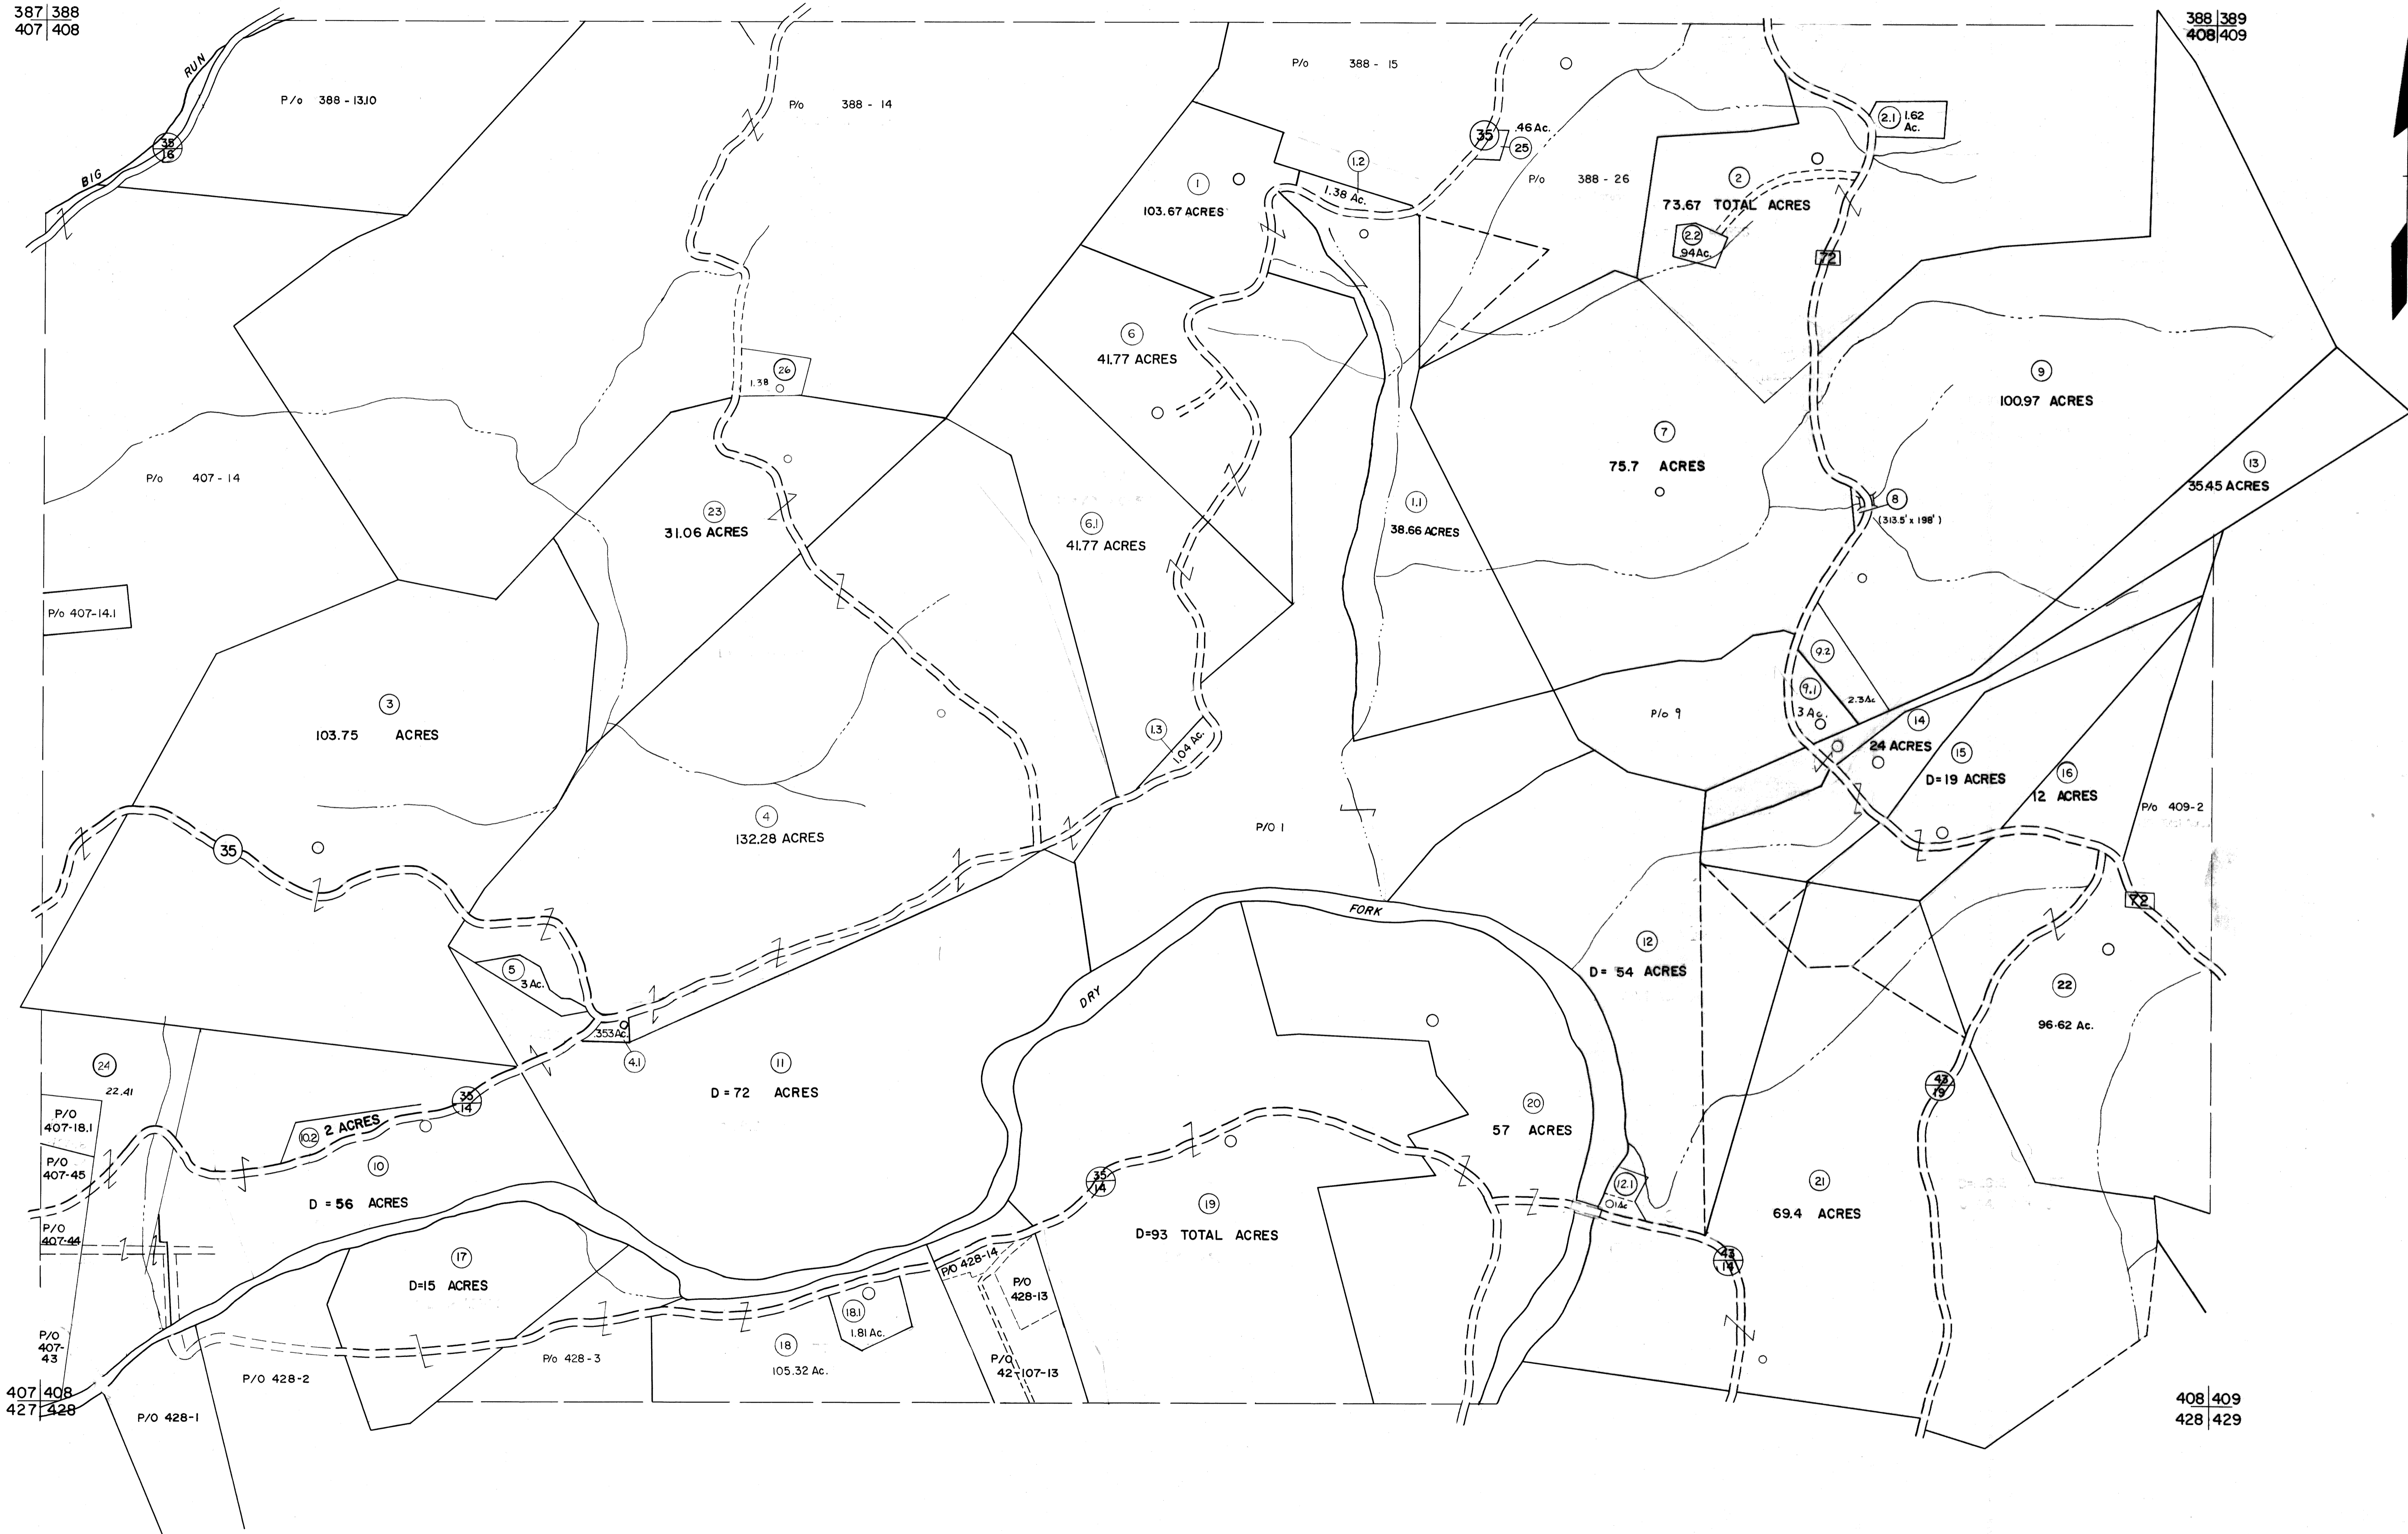 387 388
407 408
388 389
408 409
RUN
BIG
35
16
P/o 388 - 13.10
P/o 388 - 14
P/o 388 - 15
35
.46 Ac.
25
P/o 388 - 26
2.1 1.62
Ac.
2
73.67 TOTAL ACRES
2.2
.94 Ac.
72
1
103.67 ACRES
1.2
1.38 Ac.
6
41.77 ACRES
26
1.38
9
100.97 ACRES
7
75.7 ACRES
13
35.45 ACRES
8
(313.5' x 198')
P/o 407 - 14
23
31.06 ACRES
6.1
41.77 ACRES
1.1
38.66 ACRES
P/o 407-14.1
3
103.75 ACRES
9.2
2.3 Ac
9.1
3 Ac.
P/o 9
1.3
1.04 Ac.
14
24 ACRES
15
D=19 ACRES
16
12 ACRES
P/o 409-2
4
132.28 ACRES
P/O 1
35
72
FORK
DRY
12
D= 54 ACRES
22
96.62 Ac.
5
3 Ac.
.353 Ac.
4.1
11
D = 72 ACRES
24
22.41
35
14
P/O
407-18.1
10.2 2 ACRES
P/O
407-45
10
D = 56 ACRES
P/O
407-44
20
57 ACRES
43
19
35
14
19
D=93 TOTAL ACRES
12.1
1 Ac
21
69.4 ACRES
43
14
17
D=15 ACRES
P/O 428-14
P/O
428-13
18.1
1.81 Ac.
18
105.32 Ac.
P/o 428 - 3
P/O
42-107-13
P/O
407-
43
P/O 428-2
P/O 428-1
407 408
427 428
408 409
428 429